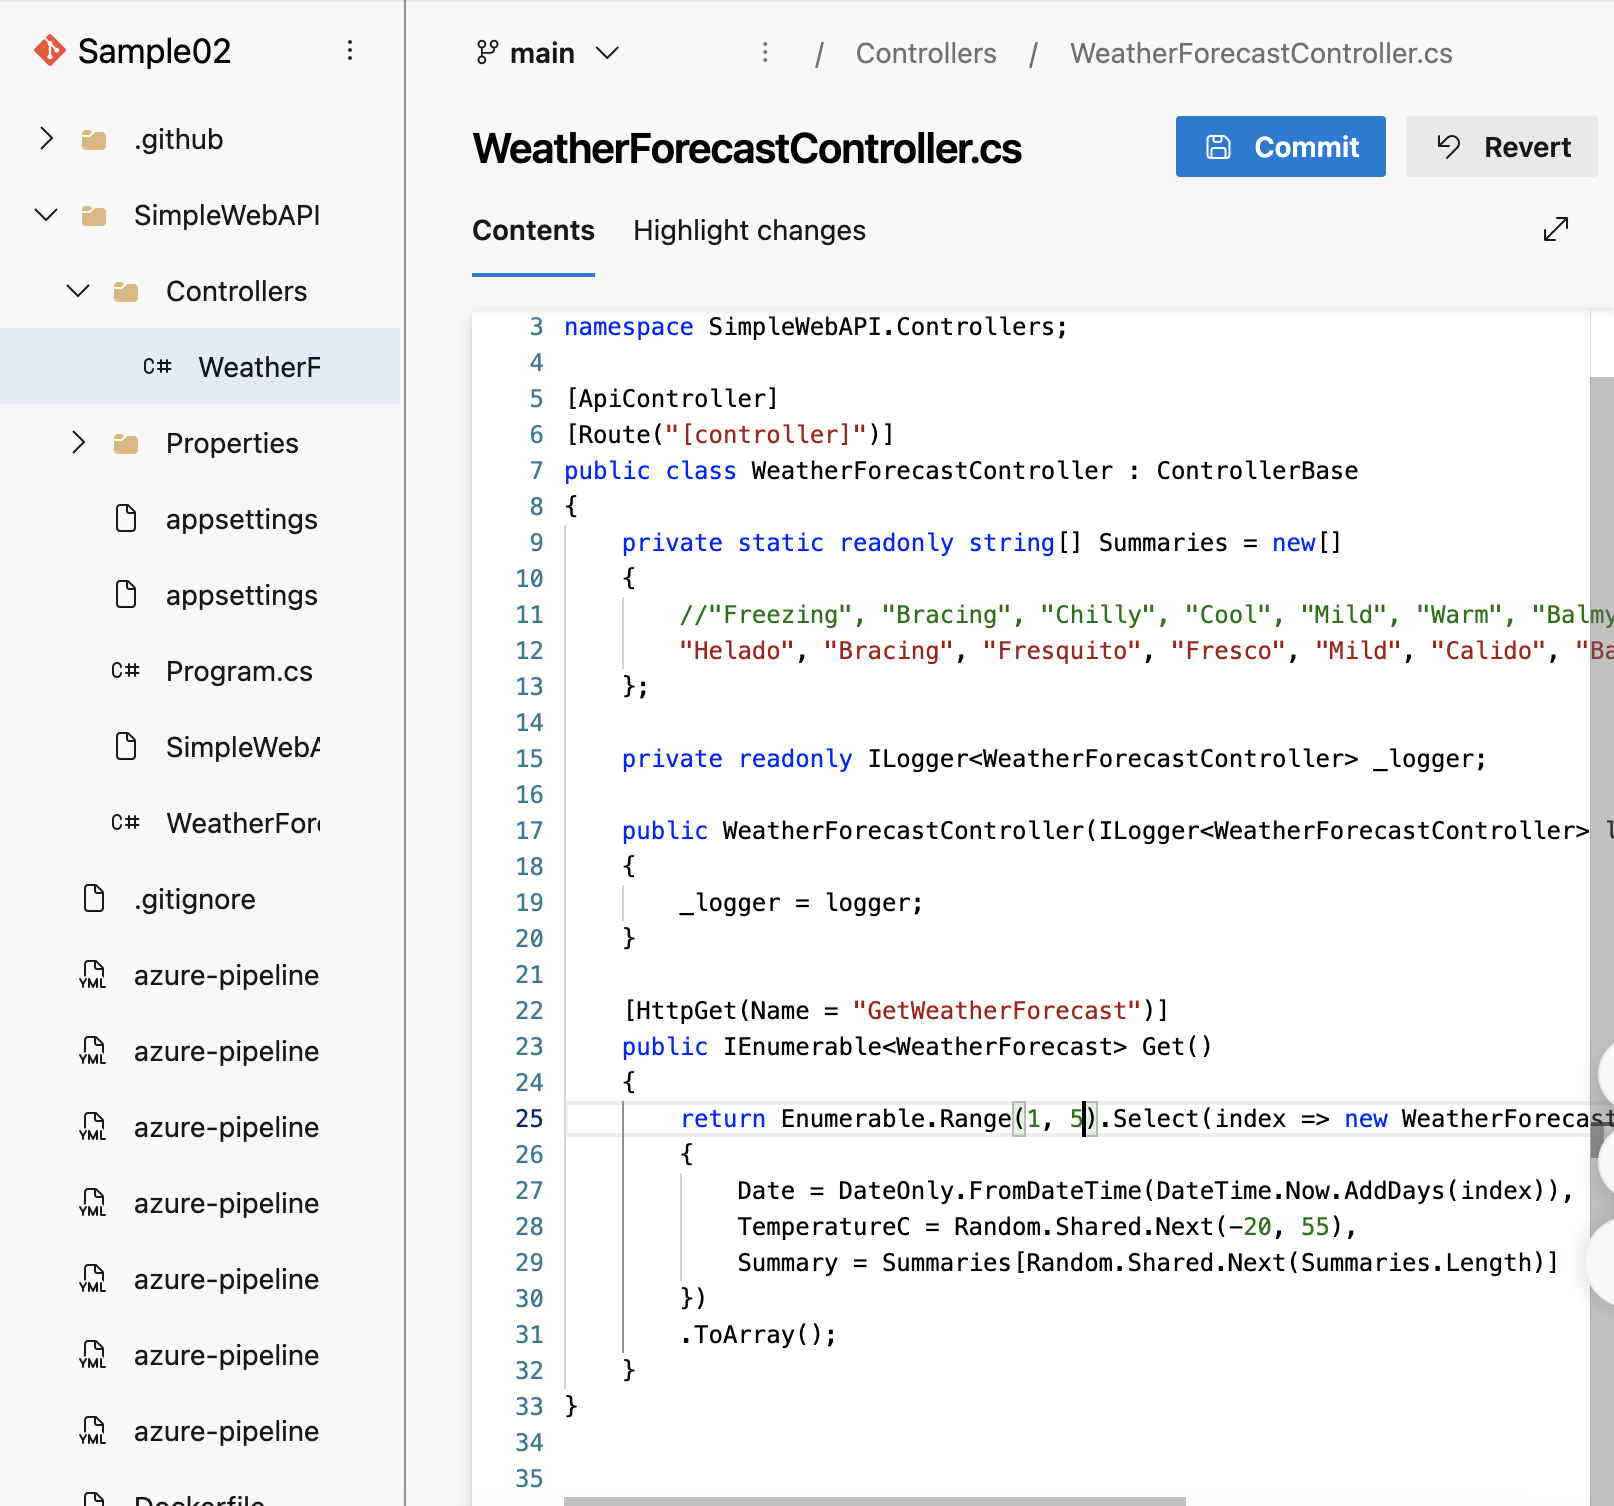 Sample02
.github
SimpleWebAPI
Controllers
C# WeatherF
Properties
appsettings
appsettings
C# Program.cs
SimpleWebA
C# WeatherFor
.gitignore
YML azure-pipeline
YML azure-pipeline
YML azure-pipeline
YML azure-pipeline
YML azure-pipeline
YML azure-pipeline
YML azure-pipeline
Dockerfile
main / Controllers / WeatherForecastController.cs
WeatherForecastController.cs
Commit
Revert
Contents Highlight changes
3 namespace SimpleWebAPI.Controllers;
4
5 [ApiController]
6 [Route("[controller]")]
7 public class WeatherForecastController : ControllerBase
8 {
9 private static readonly string[] Summaries = new[]
10 {
11 //"Freezing", "Bracing", "Chilly", "Cool", "Mild", "Warm", "Balmy
12 "Helado", "Bracing", "Fresquito", "Fresco", "Mild", "Calido", "Ba
13 };
14
15 private readonly ILogger<WeatherForecastController> _logger;
16
17 public WeatherForecastController(ILogger<WeatherForecastController> l
18 {
19 _logger = logger;
20 }
21
22 [HttpGet(Name = "GetWeatherForecast")]
23 public IEnumerable<WeatherForecast> Get()
24 {
25 return Enumerable.Range(1, 5).Select(index => new WeatherForecast
26 {
27 Date = DateOnly.FromDateTime(DateTime.Now.AddDays(index)),
28 TemperatureC = Random.Shared.Next(-20, 55),
29 Summary = Summaries[Random.Shared.Next(Summaries.Length)]
30 })
31 .ToArray();
32 }
33 }
34
35